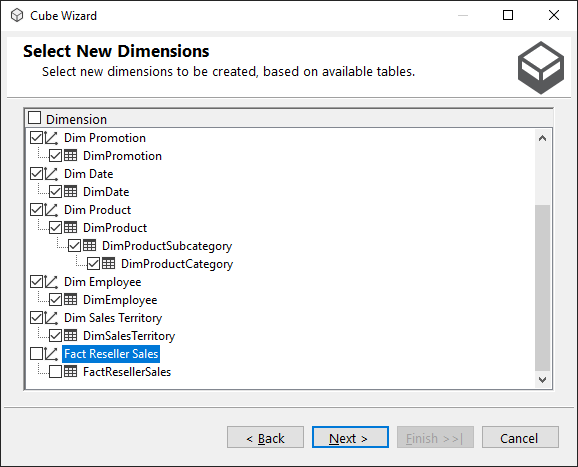 Cube Wizard
Select New Dimensions
Select new dimensions to be created, based on available tables.
Dimension
Dim Promotion
DimPromotion
Dim Date
DimDate
Dim Product
DimProduct
DimProductSubcategory
DimProductCategory
Dim Employee
DimEmployee
Dim Sales Territory
DimSalesTerritory
Fact Reseller Sales
FactResellerSales
< Back
Next >
Finish >>|
Cancel